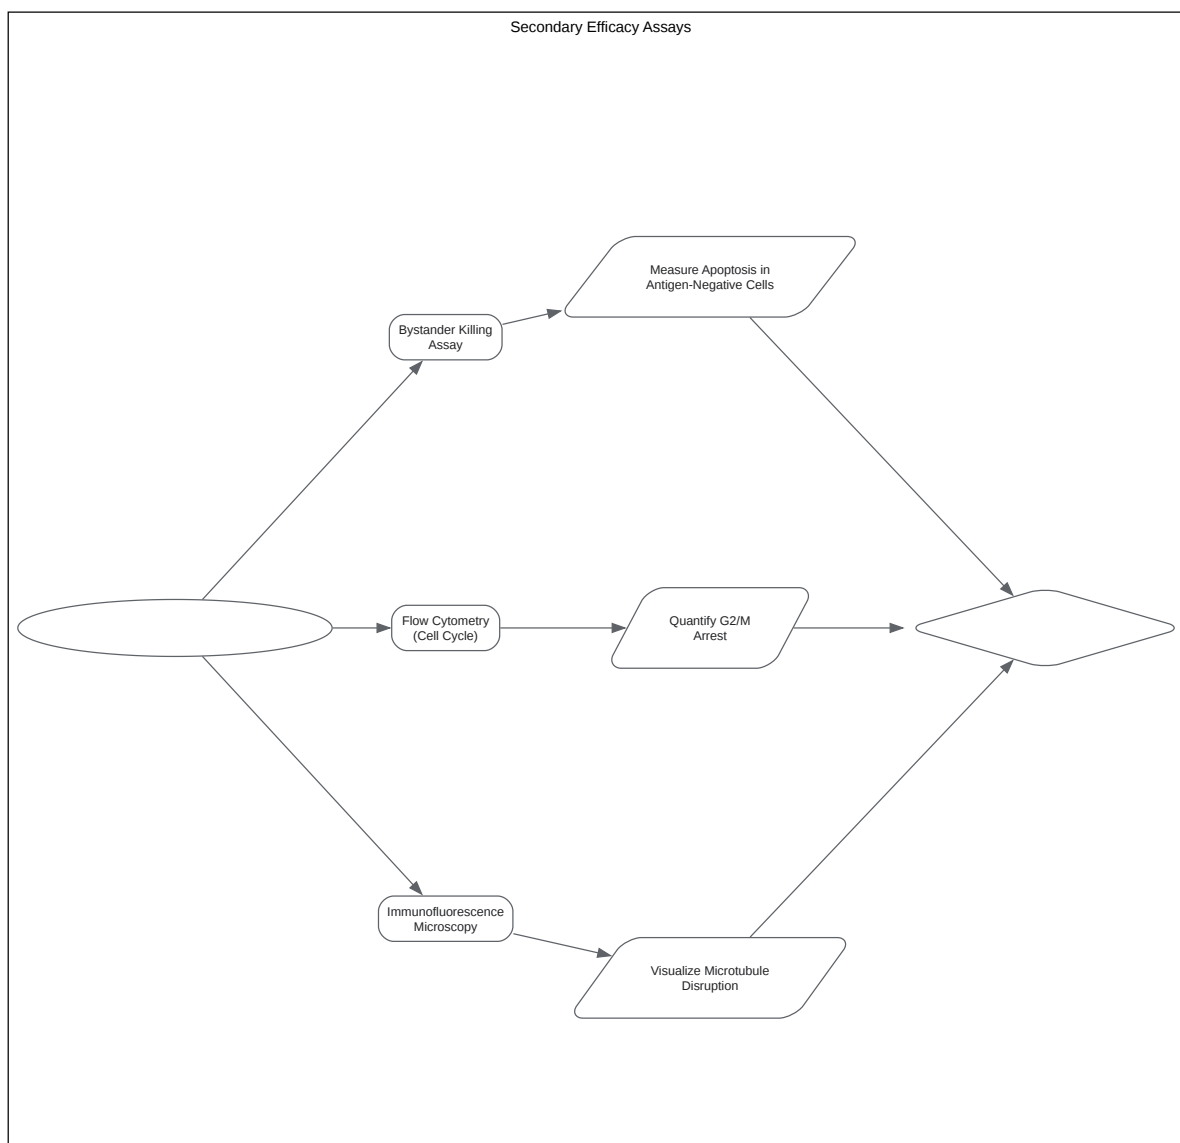 Secondary Efficacy Assays
Measure Apoptosis in
Antigen-Negative Cells
Bystander Killing
Assay
Flow Cytometry
(Cell Cycle)
Quantify G2/M
Arrest
Immunofluorescence
Microscopy
Visualize Microtubule
Disruption